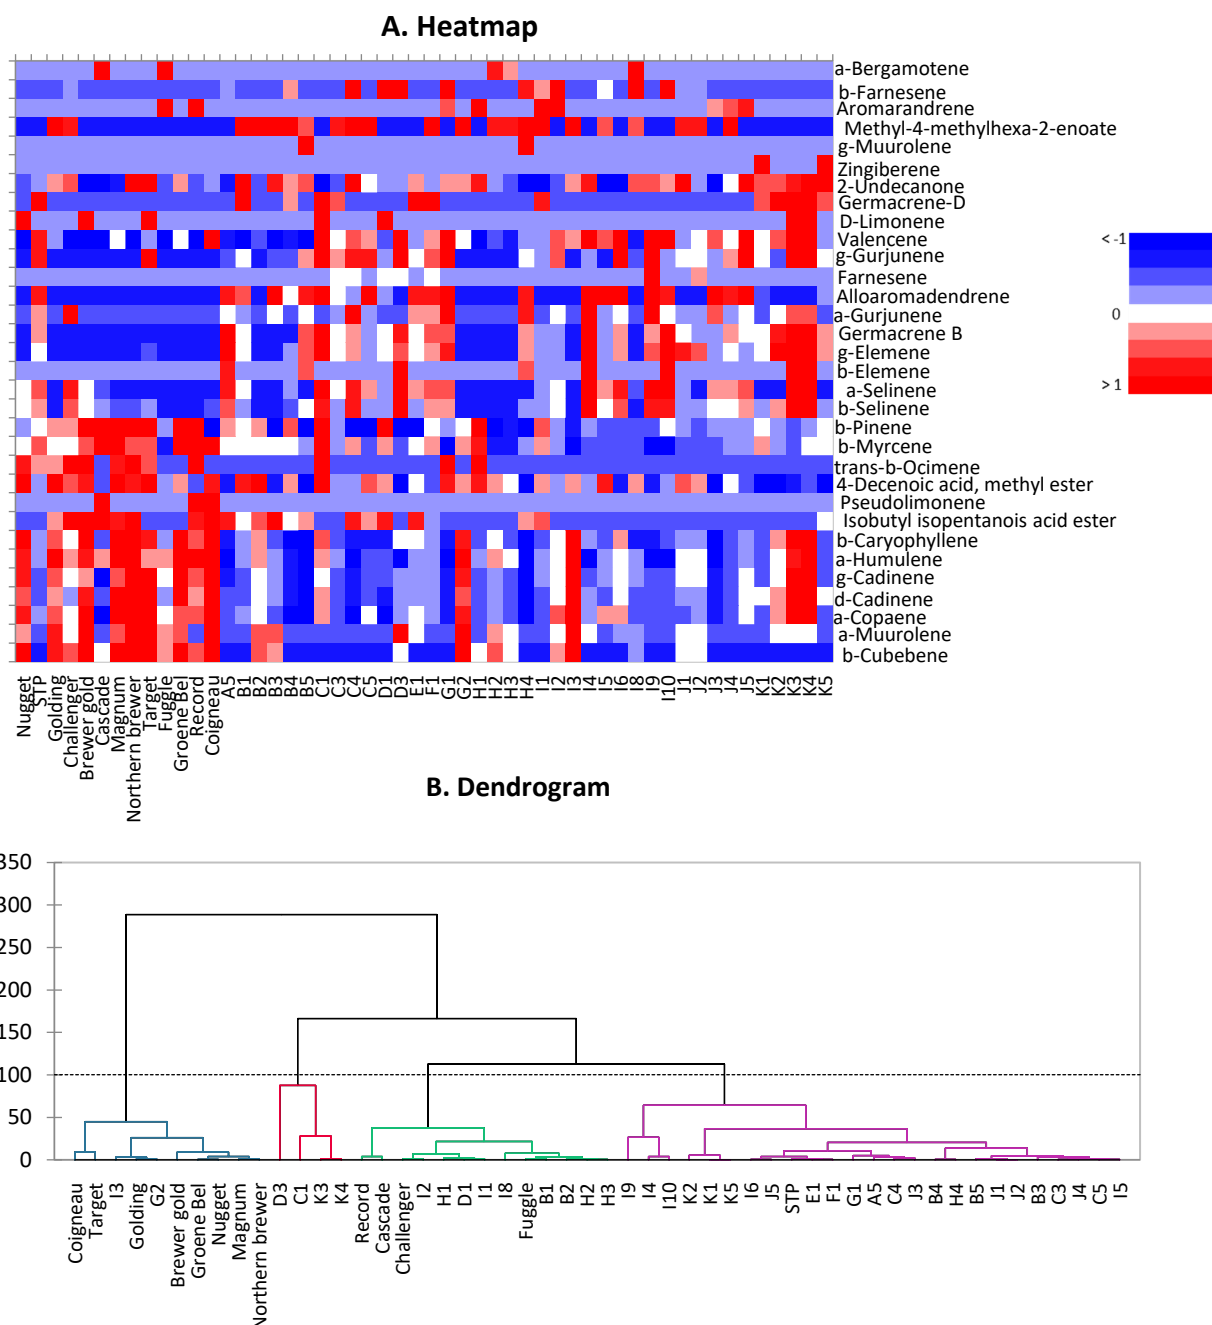 A. Heatmap
a-Bergamotene
b-Farnesene
Aromarandrene
Methyl-4-methylhexa-2-enoate
g-Muurolene
Zingiberene
2-Undecanone
Germacrene-D
D-Limonene
Valencene
g-Gurjunene
Farnesene
Alloaromadendrene
a-Gurjunene
Germacrene B
g-Elemene
b-Elemene
a-Selinene
b-Selinene
b-Pinene
b-Myrcene
trans-b-Ocimene
4-Decenoic acid, methyl ester
Pseudolimonene
Isobutyl isopentanois acid ester
b-Caryophyllene
a-Humulene
g-Cadinene
d-Cadinene
a-Copaene
a-Muurolene
b-Cubebene
< -1
0
> 1
Nugget
STP
Golding
Challenger
Brewer gold
Cascade
Magnum
Northern brewer
Target
Fuggle
Groene Bel
Record
Coigneau
A5
B1
B2
B3
B4
B5
C1
C3
C4
C5
D1
D3
E1
F1
G1
G2
H1
H2
H3
H4
I1
I2
I3
I4
I5
I6
I8
I9
I10
J1
J2
J3
J4
J5
K1
K2
K3
K4
K5
B. Dendrogram
350
300
250
200
150
100
50
0
Coigneau
Target
I3
Golding
G2
Brewer gold
Groene Bel
Nugget
Magnum
Northern brewer
D3
C1
K3
K4
Record
Cascade
Challenger
I2
H1
D1
I1
I8
Fuggle
B1
B2
H2
H3
I9
I4
I10
K2
K1
K5
I6
J5
STP
E1
F1
G1
A5
C4
J3
B4
H4
B5
J1
J2
B3
C3
J4
C5
I5